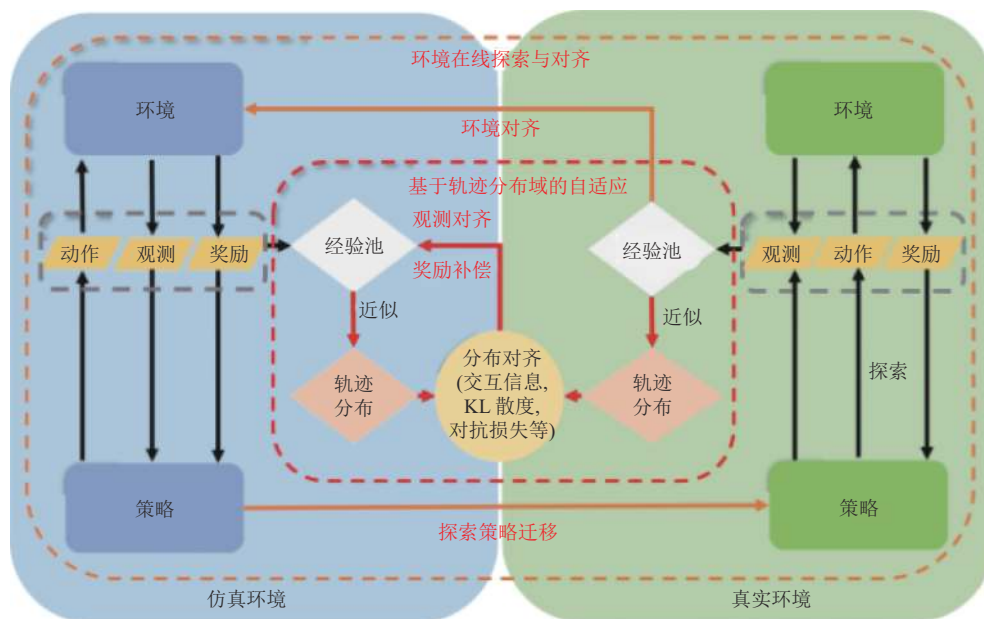 环境在线探索与对齐
环境
环境
环境对齐
基于轨迹分布域的自适应
观测对齐
动作
观测
奖励
经验池
经验池
观测
动作
奖励
奖励补偿
近似
近似
分布对齐
(交互信息,
KL 散度,
对抗损失等)
轨迹
分布
轨迹
分布
探索
策略
策略
探索策略迁移
仿真环境
真实环境